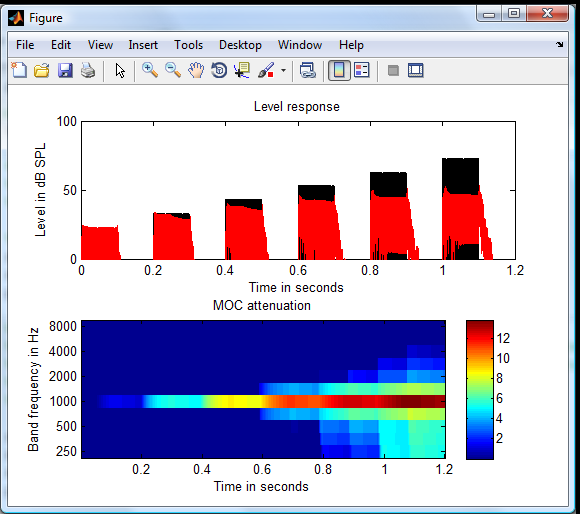 Figure
File Edit View Insert Tools Desktop Window Help
Level response
Level in dB SPL
100
50
0
0 0.2 0.4 0.6 0.8 1 1.2
Time in seconds
MOC attenuation
Band frequency in Hz
8000
4000
2000
1000
500
250
0.2 0.4 0.6 0.8 1 1.2
Time in seconds
12
10
8
6
4
2